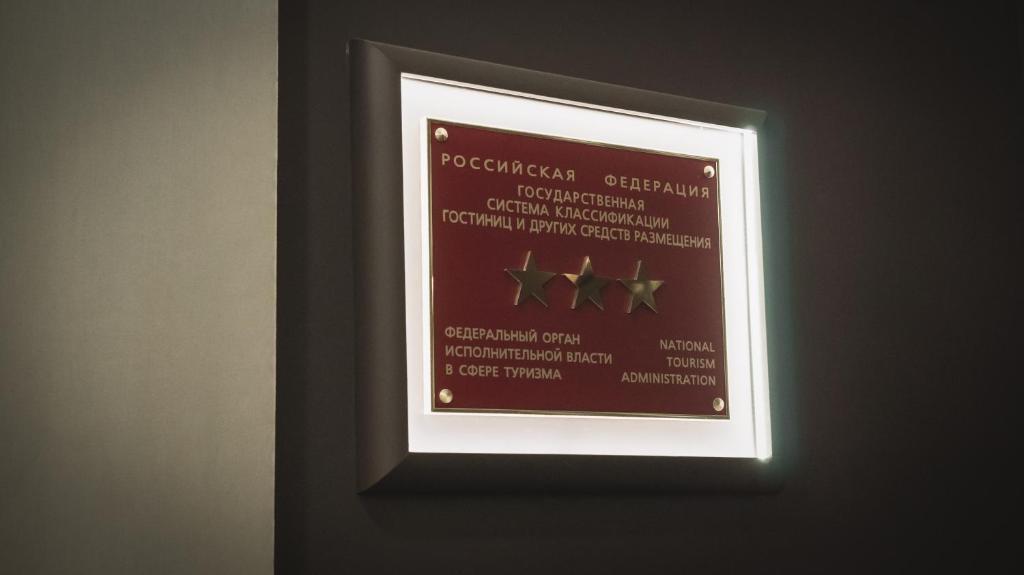 РОССИЙСКАЯ ФЕДЕРАЦИЯ
ГОСУДАРСТВЕННАЯ
СИСТЕМА КЛАССИФИКАЦИИ
ГОСТИНИЦ И ДРУГИХ СРЕДСТВ РАЗМЕЩЕНИЯ
ФЕДЕРАЛЬНЫЙ ОРГАН
ИСПОЛНИТЕЛЬНОЙ ВЛАСТИ
В СФЕРЕ ТУРИЗМА
NATIONAL
TOURISM
ADMINISTRATION